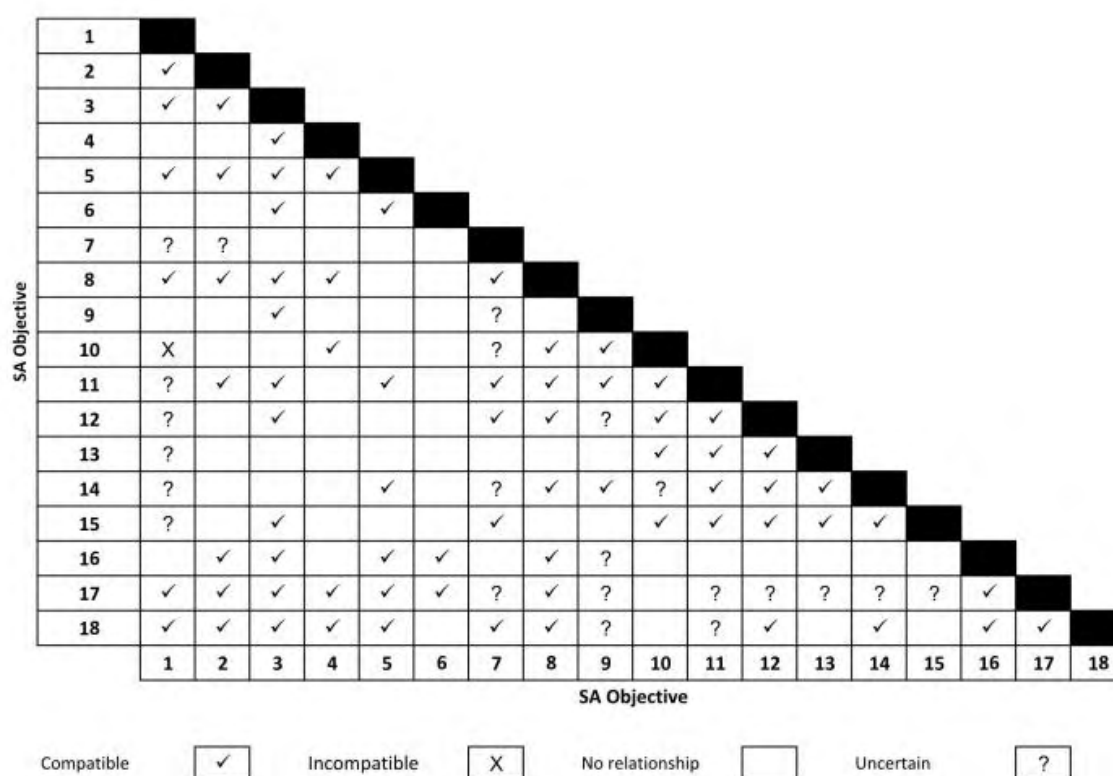 1
2 ✓
3 ✓ ✓
4 ✓
5 ✓ ✓ ✓ ✓
6 ✓ ✓
7 ? ?
8 ✓ ✓ ✓ ✓ ✓
9 ✓ ?
10 X ✓ ? ✓ ✓
11 ? ✓ ✓ ✓ ✓ ✓ ✓ ✓
12 ? ✓ ✓ ✓ ? ✓ ✓
13 ? ✓ ✓ ✓
14 ? ✓ ? ✓ ✓ ? ✓ ✓ ✓
15 ? ✓ ✓ ✓ ✓ ✓ ✓ ✓
16 ✓ ✓ ✓ ✓ ✓ ?
17 ✓ ✓ ✓ ✓ ✓ ✓ ? ✓ ? ? ? ? ? ? ✓
18 ✓ ✓ ✓ ✓ ✓ ✓ ✓ ? ? ✓ ✓ ✓ ✓
SA Objective
1 2 3 4 5 6 7 8 9 10 11 12 13 14 15 16 17 18
SA Objective
Compatible ✓ Incompatible X No relationship Uncertain ?